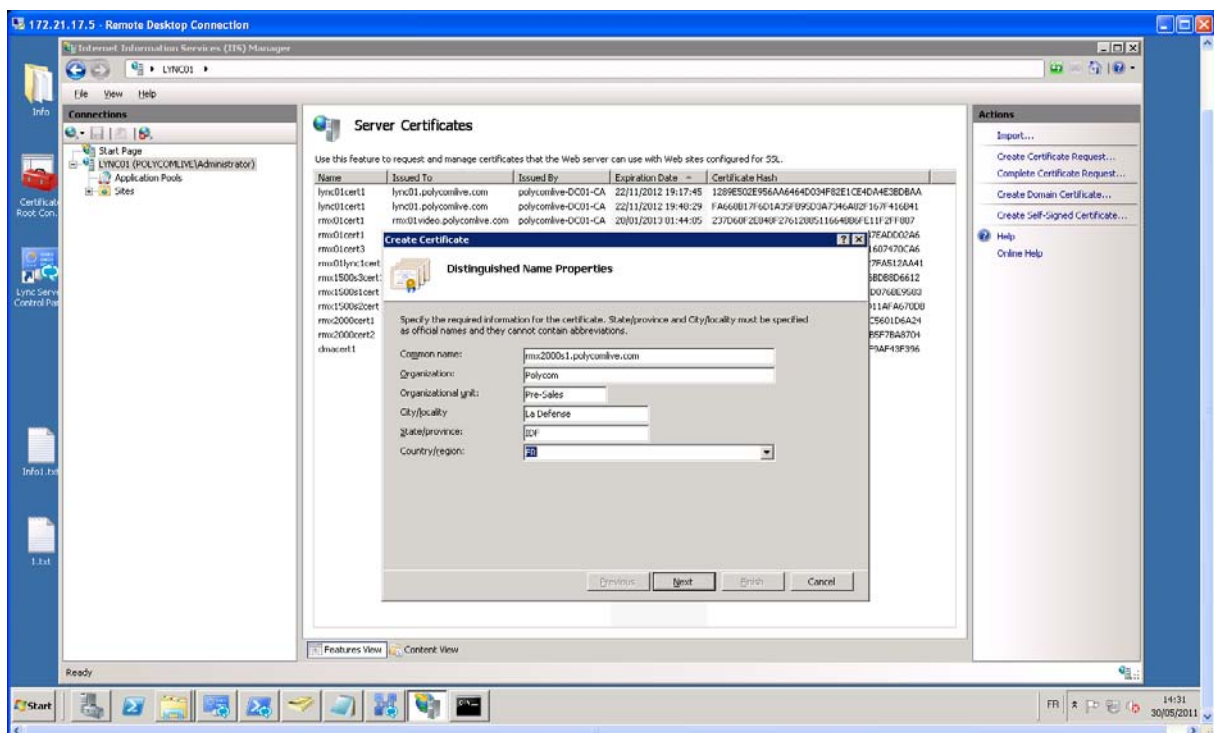 172.21.17.5 - Remote Desktop Connection
Internet Information Services (IIS) Manager
LYNC01
File View Help
Info
Connections
Start Page
LYNC01 (POLYCOMLIVE\Administrator)
Application Pools
Sites
Certificate
Root Con.
Lync Serve
Control Pan
Info1.txt
1.txt
Server Certificates
Use this feature to request and manage certificates that the Web server can use with Web sites configured for SSL.
Name Issued To Issued By Expiration Date Certificate Hash
lync01cert1 lync01.polycomlive.com polycomlive-DC01-CA 22/11/2012 19:17:45
lync01cert1 lync01.polycomlive.com polycomlive-DC01-CA 22/11/2012 19:40:29
rmx01cert1 rmx01video.polycomlive.com polycomlive-DC01-CA 20/01/2013 01:44:05
rmx01cert1
rmx01cert3
rmx01lync1cert
rmx1500s3cert
rmx1500s1cert
rmx1500s2cert
rmx2000cert1
rmx2000cert2
dmacert1
Create Certificate
Distinguished Name Properties
Specify the required information for the certificate. State/province and City/locality must be specified
as official names and they cannot contain abbreviations.
Common name: rmx2000s1.polycomlive.com
Organization: Polycom
Organizational unit: Pre-Sales
City/locality La Defense
State/province: IDF
Country/region: FR
Previous Next Finish Cancel
Actions
Import...
Create Certificate Request...
Complete Certificate Request...
Create Domain Certificate...
Create Self-Signed Certificate...
Help
Online Help
Features View Content View
Ready
Start
FR
14:31
30/05/2011